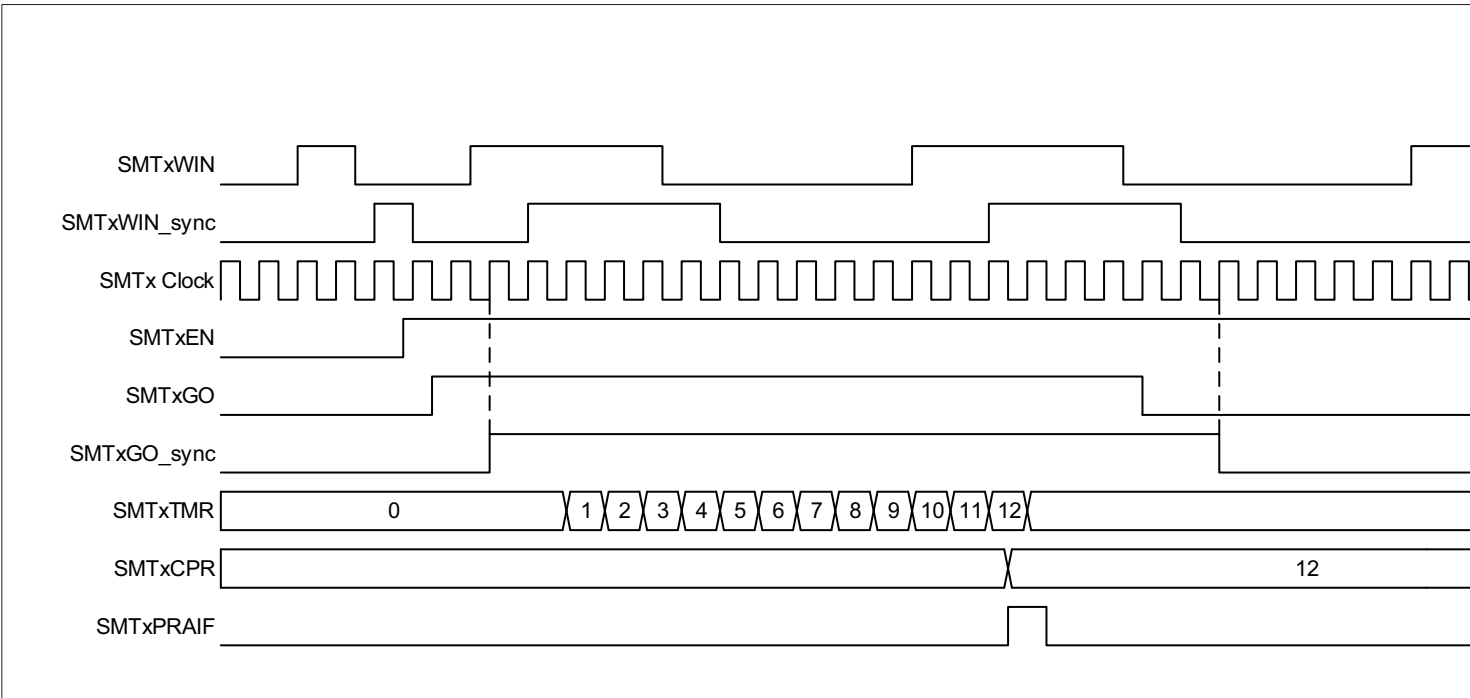 SMTxWIN
SMTxWIN_sync
SMTx Clock
SMTxEN
SMTxGO
SMTxGO_sync
SMTxTMR 0 1 2 3 4 5 6 7 8 9 10 11 12
SMTxCPR 12
SMTxPRAIF